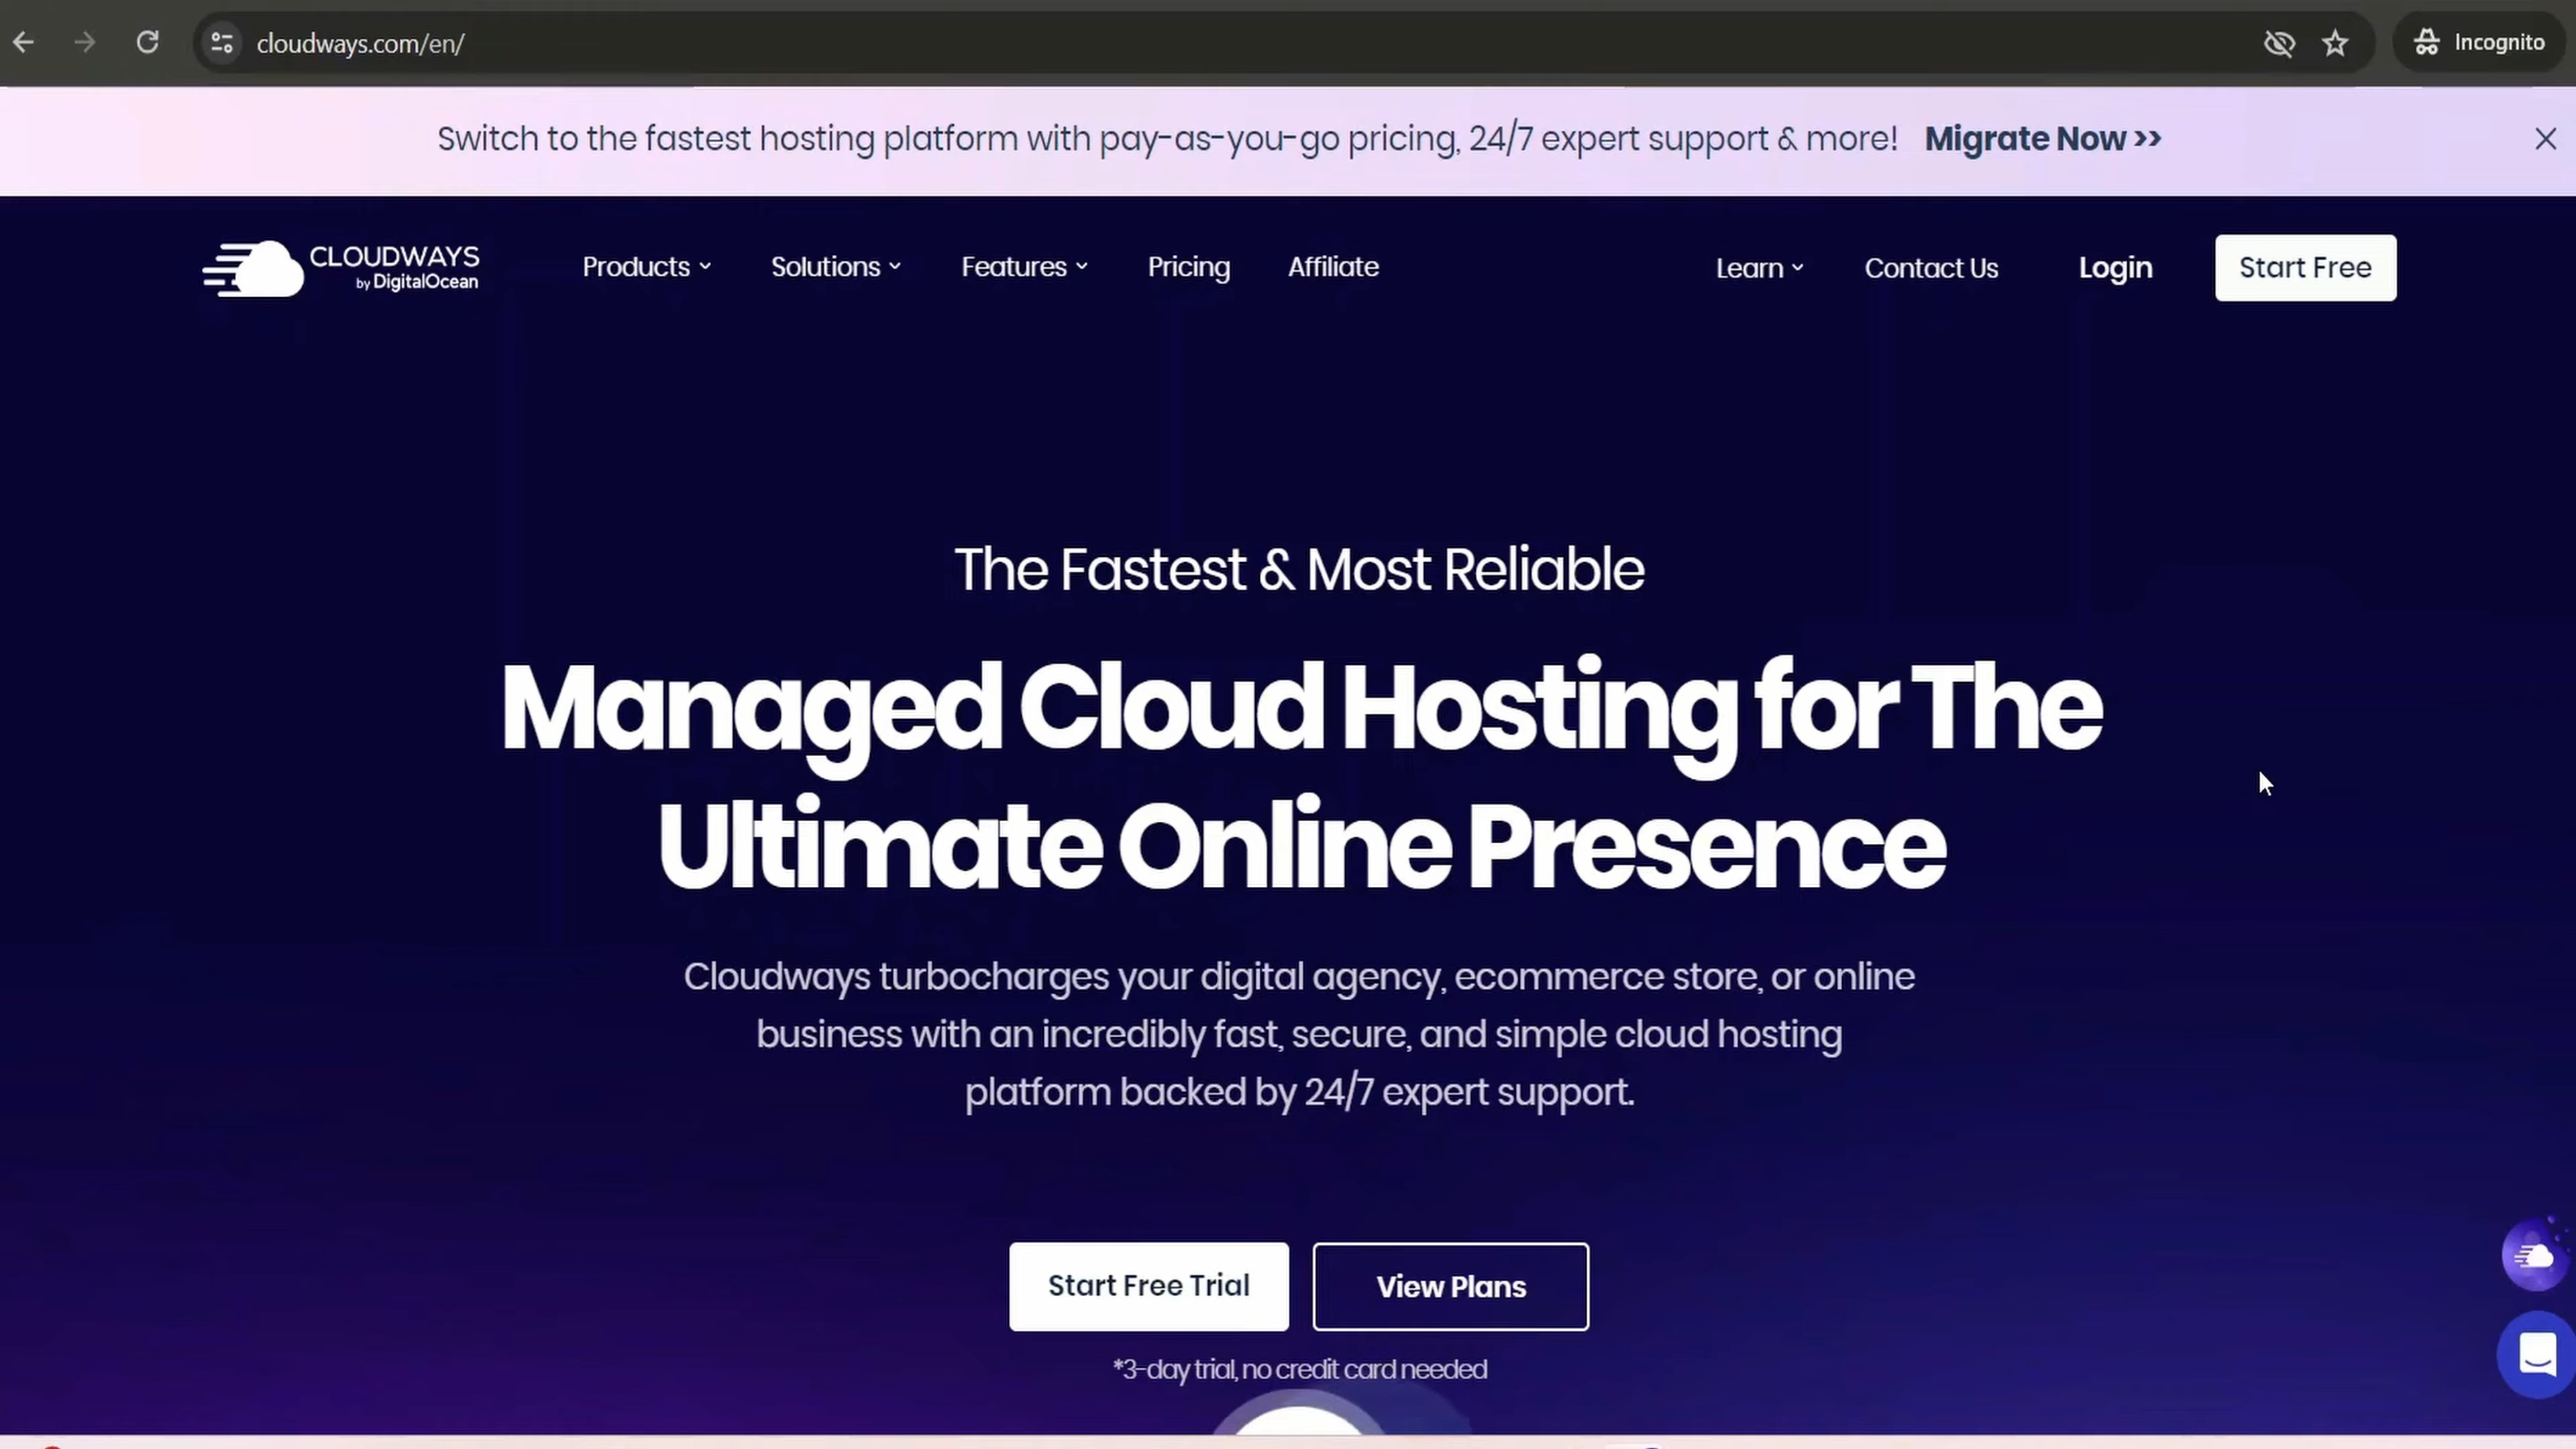 cloudways.com/en/
Incognito
Switch to the fastest hosting platform with pay-as-you-go pricing, 24/7 expert support & more! Migrate Now >>
CLOUDWAYS
by DigitalOcean
Products
Solutions
Features
Pricing
Affiliate
Learn
Contact Us
Login
Start Free
The Fastest & Most Reliable
Managed Cloud Hosting for The
Ultimate Online Presence
Cloudways turbocharges your digital agency, ecommerce store, or online
business with an incredibly fast, secure, and simple cloud hosting
platform backed by 24/7 expert support.
Start Free Trial
View Plans
*3-day trial, no credit card needed